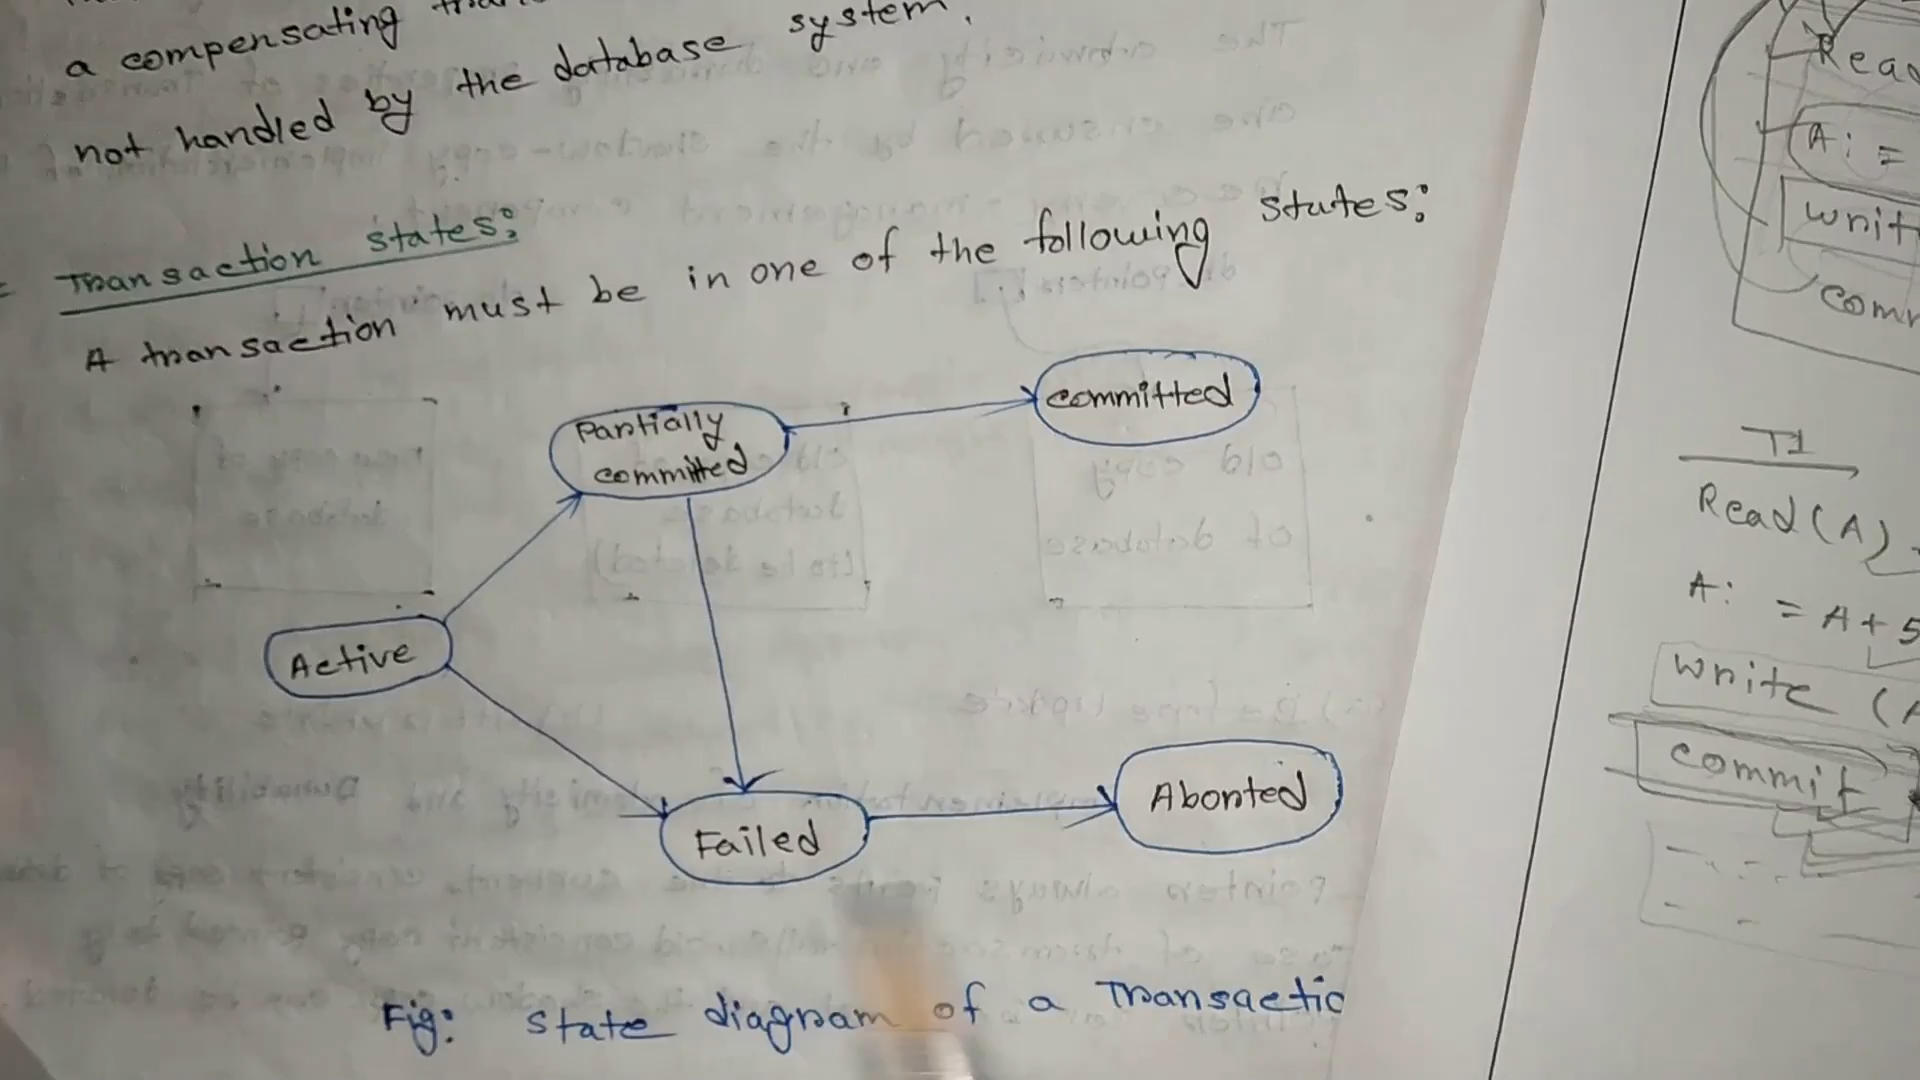 a compensating
not handled by the database system.
Transaction states:
A transaction must be in one of the following states:
Partially
committed
committed
Active
Failed
Aborted
Fig: State diagram of a Transactio
Read
A: =
writ
comm
T1
Read (A)
A: = A + 5
write (A
commit